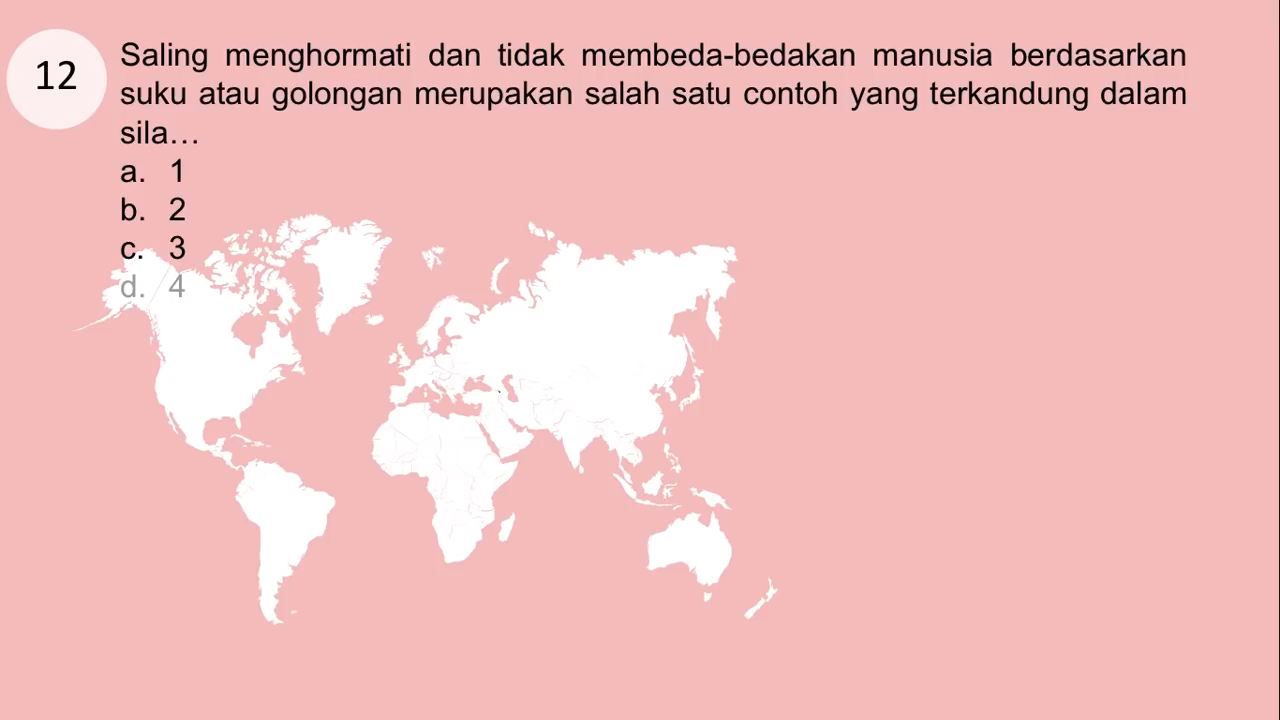 12
Saling menghormati dan tidak membeda-bedakan manusia berdasarkan
suku atau golongan merupakan salah satu contoh yang terkandung dalam
sila…
a. 1
b. 2
c. 3
d. 4